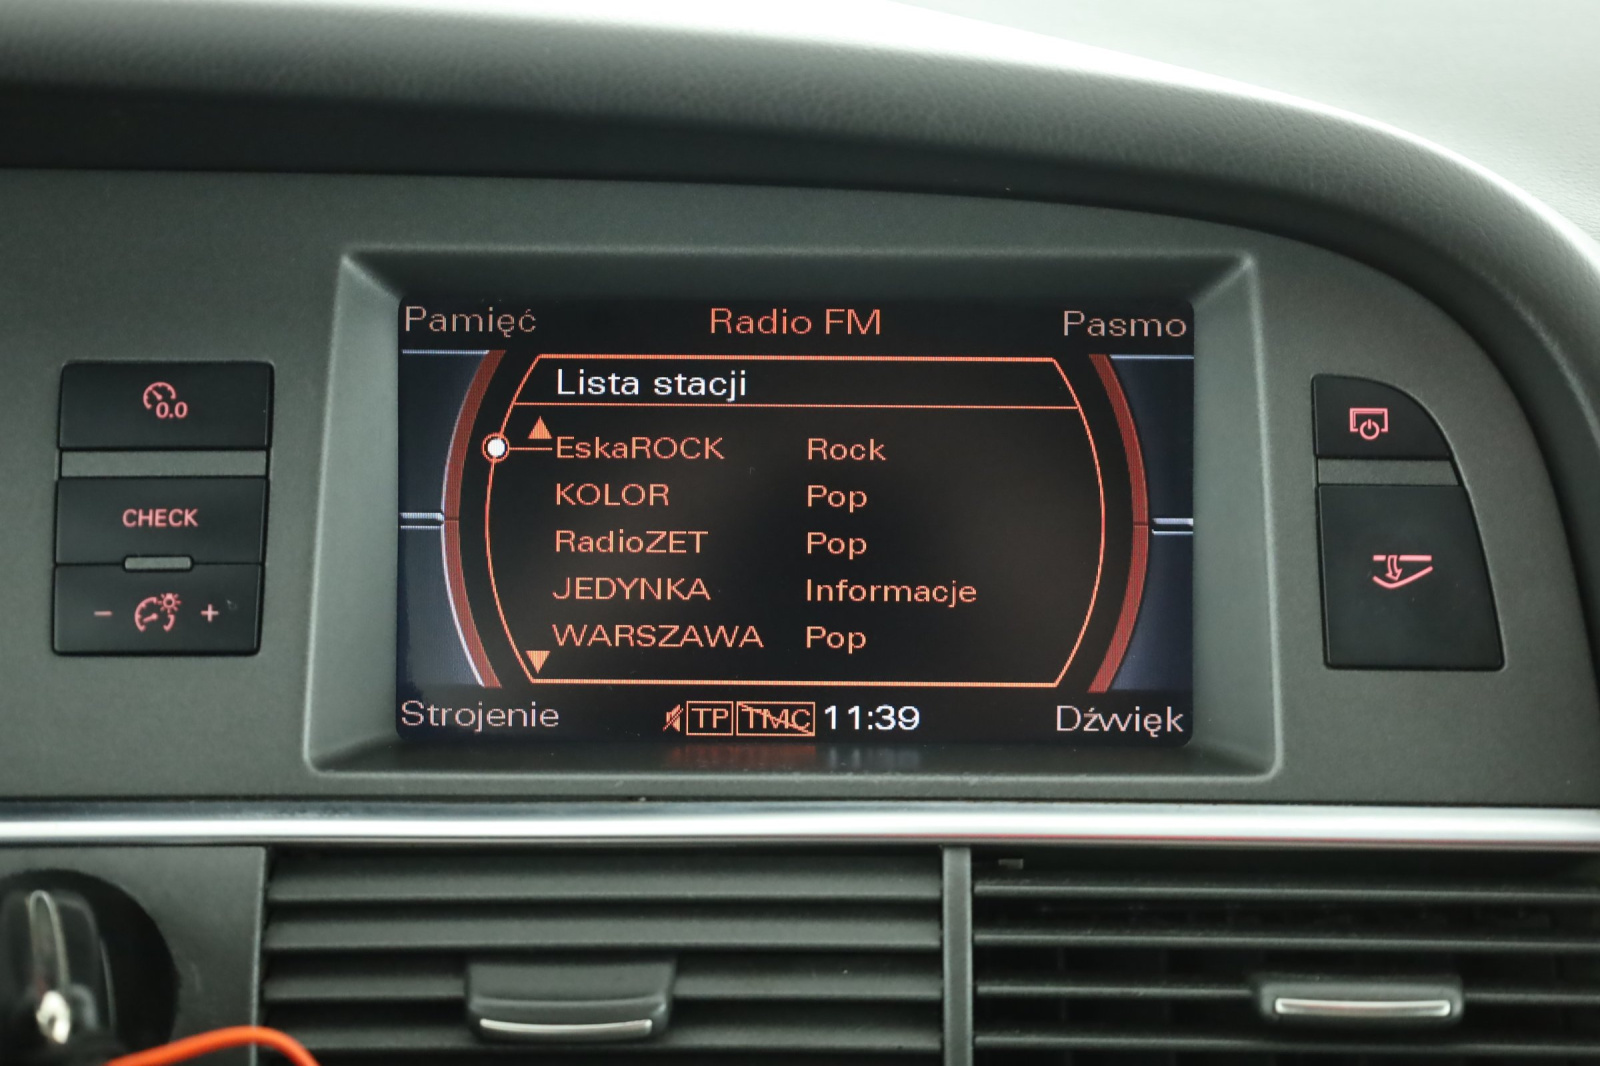 Pamięć Radio FM Pasmo
Lista stacji
EskaROCK Rock
KOLOR Pop
RadioZET Pop
JEDYNKA Informacje
WARSZAWA Pop
Strojenie TP TMC 11:39 Dźwięk
0.0
CHECK
- +